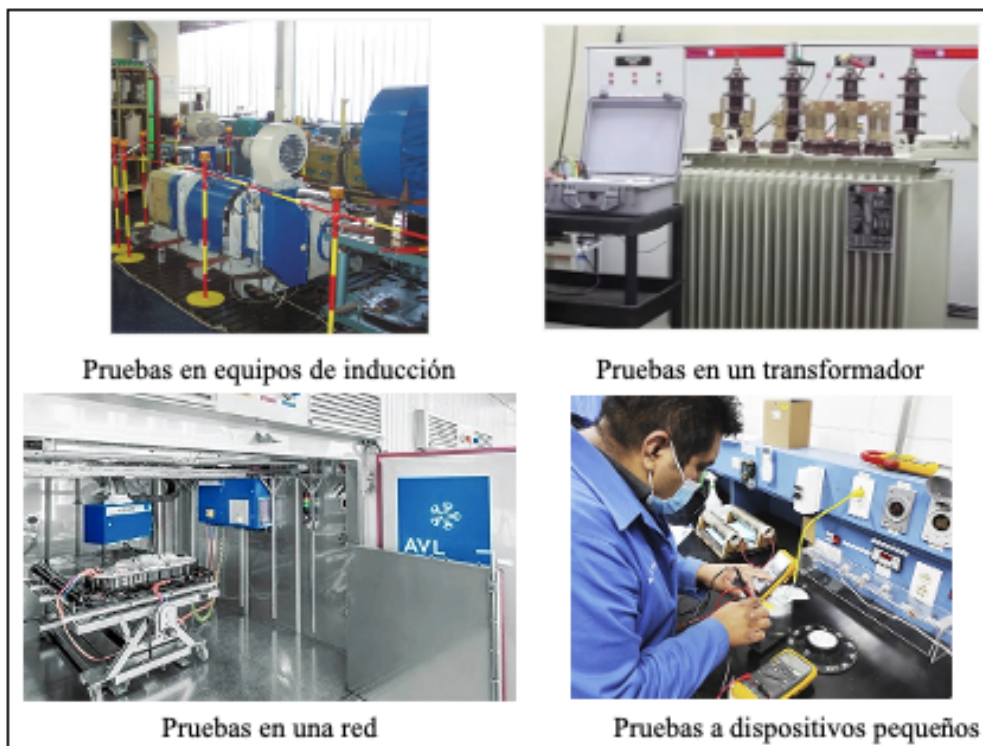 Pruebas en equipos de inducción
Pruebas en un transformador
AVL
Pruebas en una red
Pruebas a dispositivos pequeños